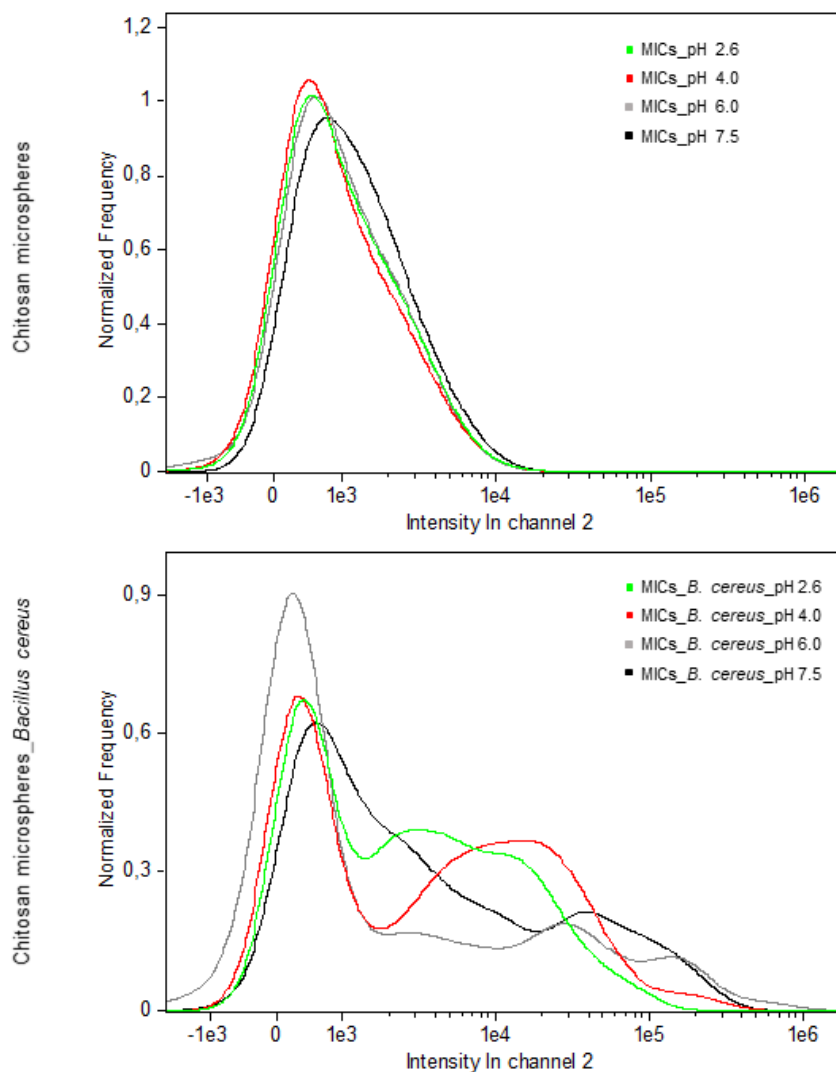 Chitosan microspheres
Normalized Frequency
1,2
1
0,8
0,6
0,4
0,2
0
-1e3 0 1e3 1e4 1e5 1e6
Intensity In channel 2
MICs_pH 2.6
MICs_pH 4.0
MICs_pH 6.0
MICs_pH 7.5
Chitosan microspheres_Bacillus cereus
Normalized Frequency
0,9
0,6
0,3
0
-1e3 0 1e3 1e4 1e5 1e6
Intensity In channel 2
MICs_B. cereus_pH 2.6
MICs_B. cereus_pH 4.0
MICs_B. cereus_pH 6.0
MICs_B. cereus_pH 7.5